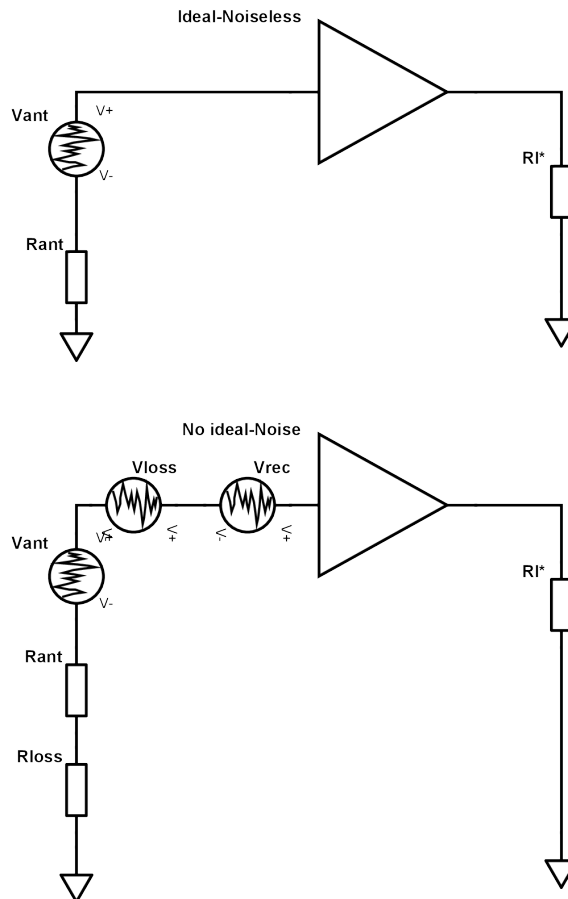 Ideal-Noiseless
Vant
V+
V-
Rl*
Rant
No ideal-Noise
Vloss
Vrec
V+
V+
V-
V+
Vant
V-
Rl*
Rant
Rloss